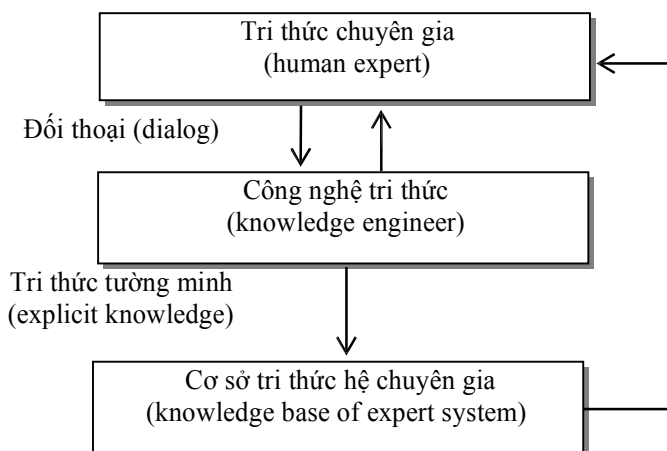 Tri thức chuyên gia
(human expert)
Đối thoại (dialog)
Công nghệ tri thức
(knowledge engineer)
Tri thức tường minh
(explicit knowledge)
Cơ sở tri thức hệ chuyên gia
(knowledge base of expert system)